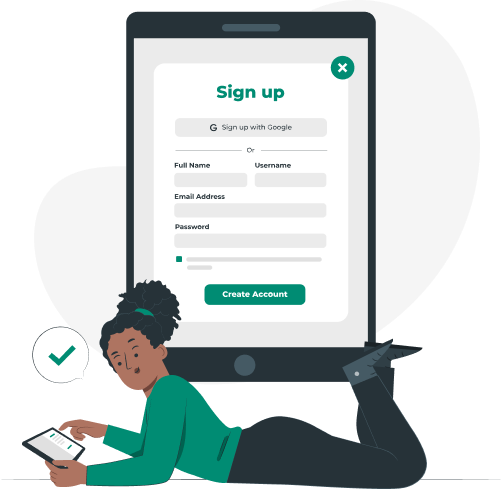 Sign up
G Sign up with Google
Or
Full Name Username
Email Address
Password
Create Account